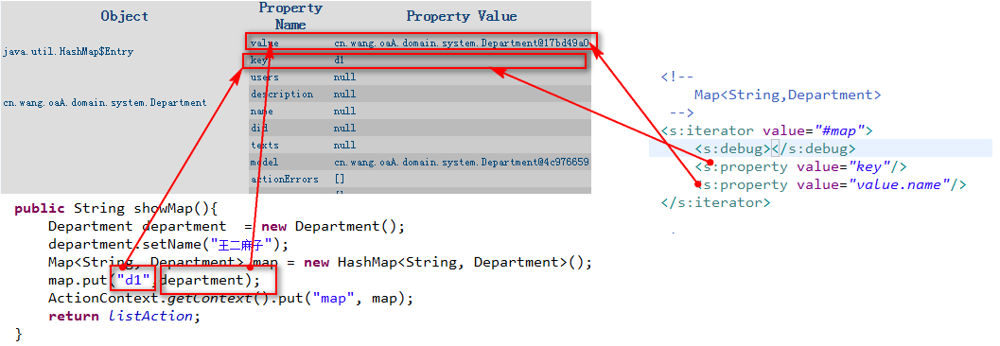 Object Property Name Property Value
java.util.HashMap$Entry
value cn.wang.oaA.domain.system.Department@17bd49a0
key d1
cn.wang.oaA.domain.system.Department
users null
description null
name null
did null
texts null
model cn.wang.oaA.domain.system.Department@4c976659
actionErrors []
<!--
Map<String,Department>
-->
<s:iterator value="#map">
<s:debug></s:debug>
<s:property value="key"/>
<s:property value="value.name"/>
</s:iterator>
public String showMap(){
Department department = new Department();
department.setName("王二麻子");
Map<String, Department> map = new HashMap<String, Department>();
map.put("d1",department);
ActionContext.getContext().put("map", map);
return listAction;
}